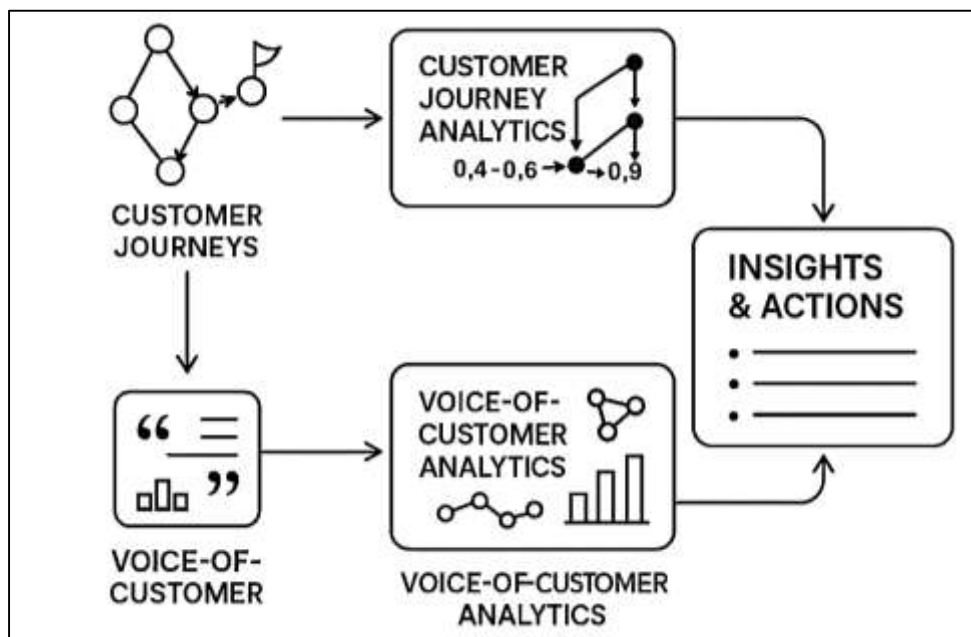 CUSTOMER
JOURNEYS
CUSTOMER
JOURNEY
ANALYTICS
0,4-0,6
0,9
INSIGHTS
& ACTIONS
“
”
VOICE-OF-
CUSTOMER
VOICE-OF-
CUSTOMER
ANALYTICS
VOICE-OF-CUSTOMER
ANALYTICS